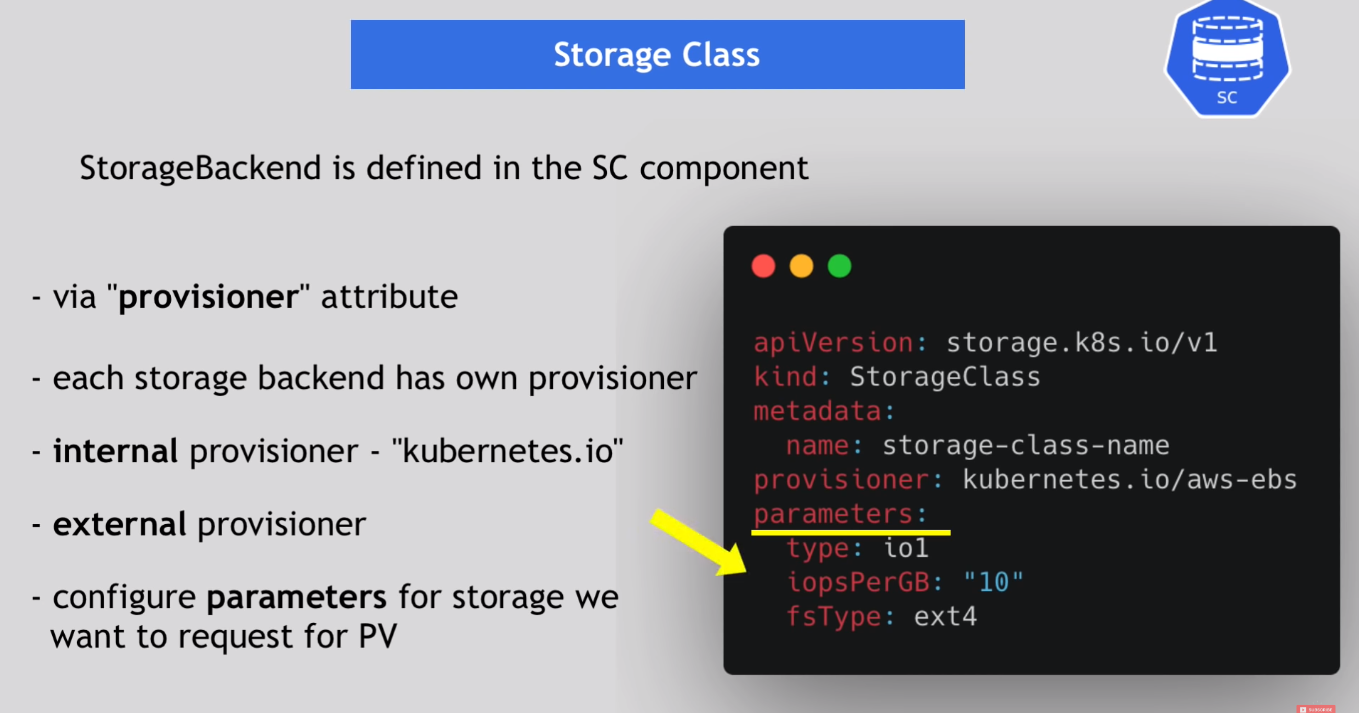 Storage Class
SC
StorageBackend is defined in the SC component
- via "provisioner" attribute
- each storage backend has own provisioner
- internal provisioner - "kubernetes.io"
- external provisioner
- configure parameters for storage we
want to request for PV
apiVersion: storage.k8s.io/v1
kind: StorageClass
metadata:
  name: storage-class-name
provisioner: kubernetes.io/aws-ebs
parameters:
  type: io1
  iopsPerGB: "10"
  fsType: ext4
SUBSCRIBE